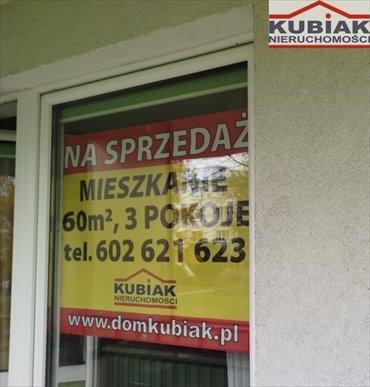 KUBIAK
NIERUCHOMOŚCI
NA SPRZEDAŻ
MIESZKANIE
60m², 3 POKOJE
tel. 602 621 623
KUBIAK
NIERUCHOMOŚCI
www.domkubiak.pl